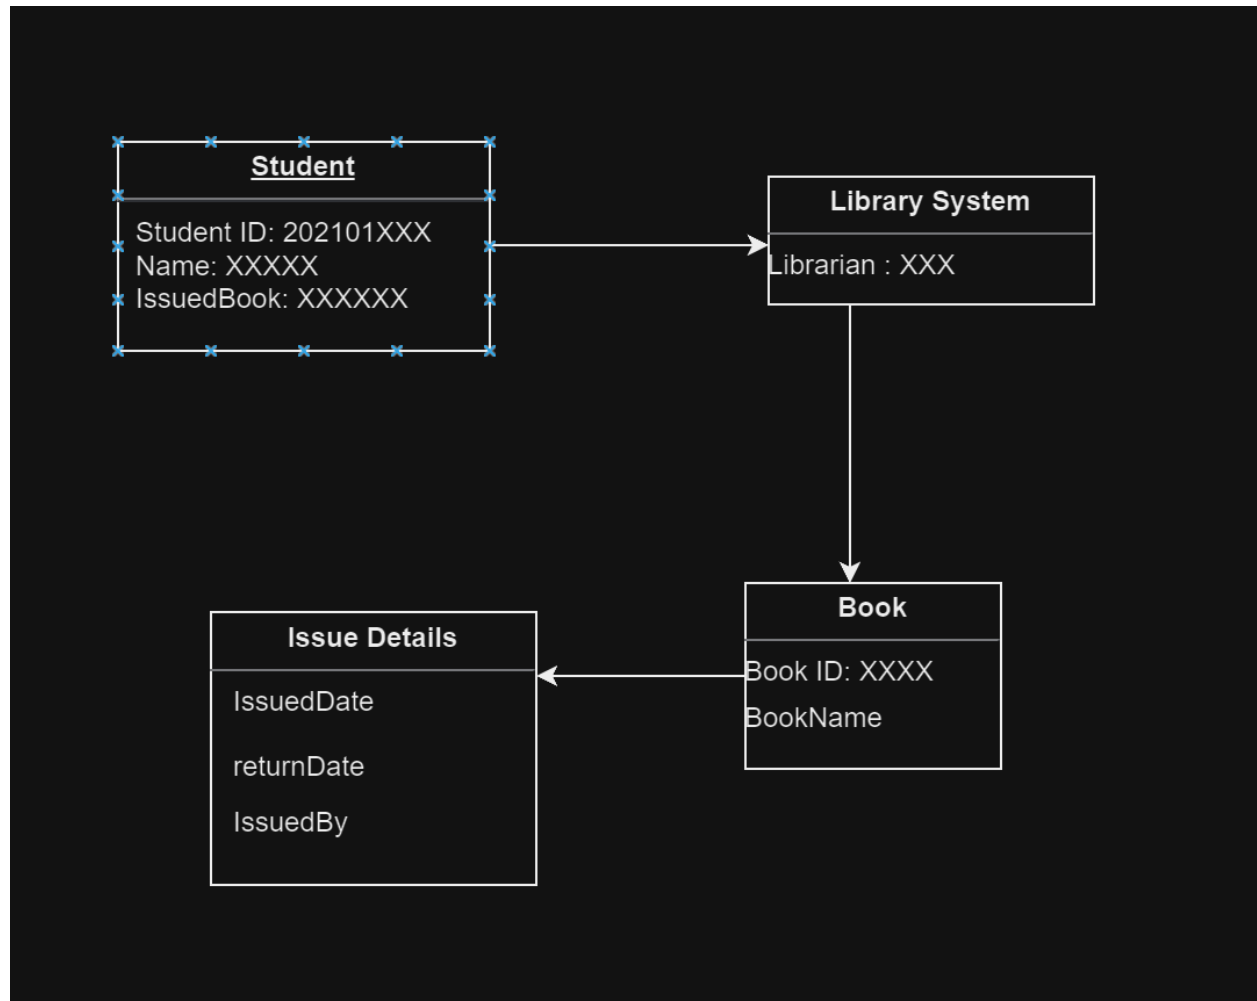 Student
Student ID: 202101XXX
Name: XXXXX
IssuedBook: XXXXXX
Library System
Librarian : XXX
Issue Details
IssuedDate
returnDate
IssuedBy
Book
Book ID: XXXX
BookName